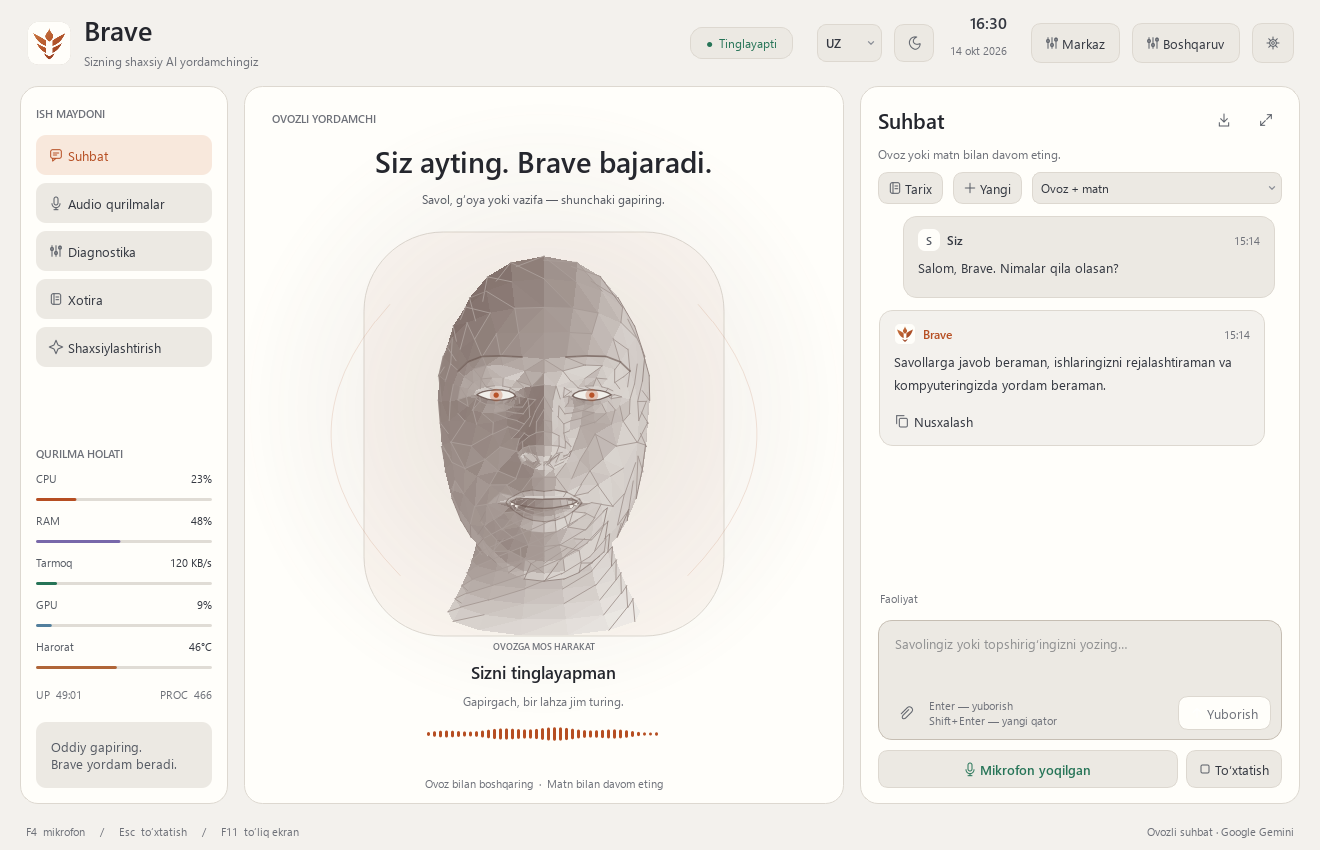 Brave
Sizning shaxsiy AI yordamchingiz
Tinglayapti
UZ
16:30
14 okt 2026
Markaz
Boshqaruv
ISH MAYDONI
Suhbat
Audio qurilmalar
Diagnostika
Xotira
Shaxsiylashtirish
QURILMA HOLATI
CPU 23%
RAM 48%
Tarmoq 120 KB/s
GPU 9%
Harorat 46°C
UP 49:01 PROC 466
Oddiy gapiring.
Brave yordam beradi.
OVOZLI YORDAMCHI
Siz ayting. Brave bajaradi.
Savol, g‘oya yoki vazifa — shunchaki gapiring.
OVOZGA MOS HARAKAT
Sizni tinglayapman
Gapirgach, bir lahza jim turing.
Ovoz bilan boshqaring · Matn bilan davom eting
Suhbat
Ovoz yoki matn bilan davom eting.
Tarix
Yangi
Ovoz + matn
S Siz 15:14
Salom, Brave. Nimalar qila olasan?
Brave 15:14
Savollarga javob beraman, ishlaringizni rejalashtiraman va
kompyuteringizda yordam beraman.
Nusxalash
Faoliyat
Savolingiz yoki topshirig‘ingizni yozing...
Enter — yuborish
Shift+Enter — yangi qator
Yuborish
Mikrofon yoqilgan
To‘xtatish
F4 mikrofon / Esc to‘xtatish / F11 to‘liq ekran
Ovozli suhbat · Google Gemini